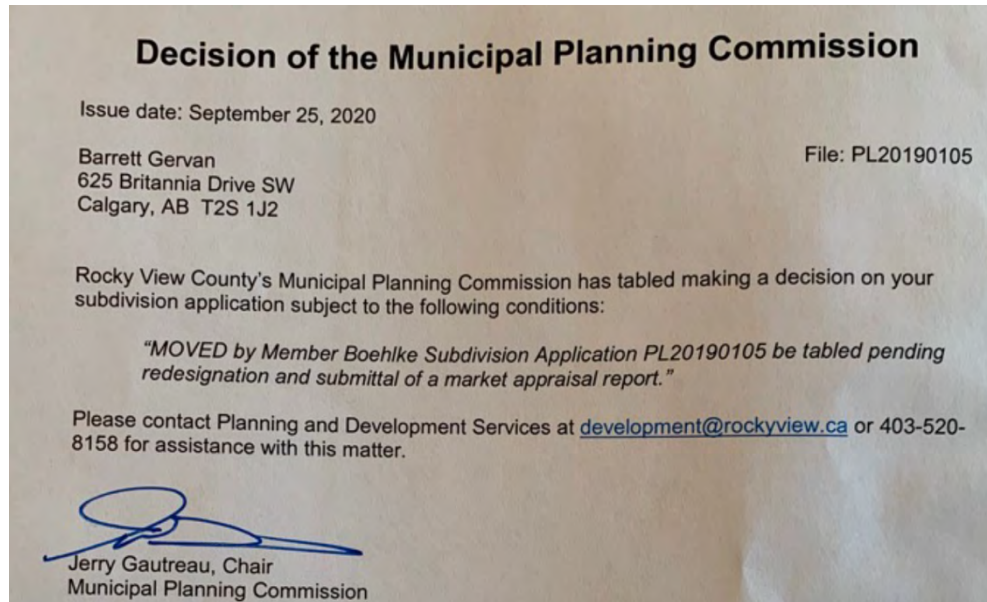 Decision of the Municipal Planning Commission
Issue date: September 25, 2020
Barrett Gervan
File: PL20190105
625 Britannia Drive SW
Calgary, AB T2S 1J2
Rocky View County's Municipal Planning Commission has tabled making a decision on your
subdivision application subject to the following conditions:
"MOVED by Member Boehlke Subdivision Application PL20190105 be tabled pending
redesignation and submittal of a market appraisal report."
Please contact Planning and Development Services at development@rockyview.ca or 403-520-
8158 for assistance with this matter.
Jerry Gautreau, Chair
Municipal Planning Commission